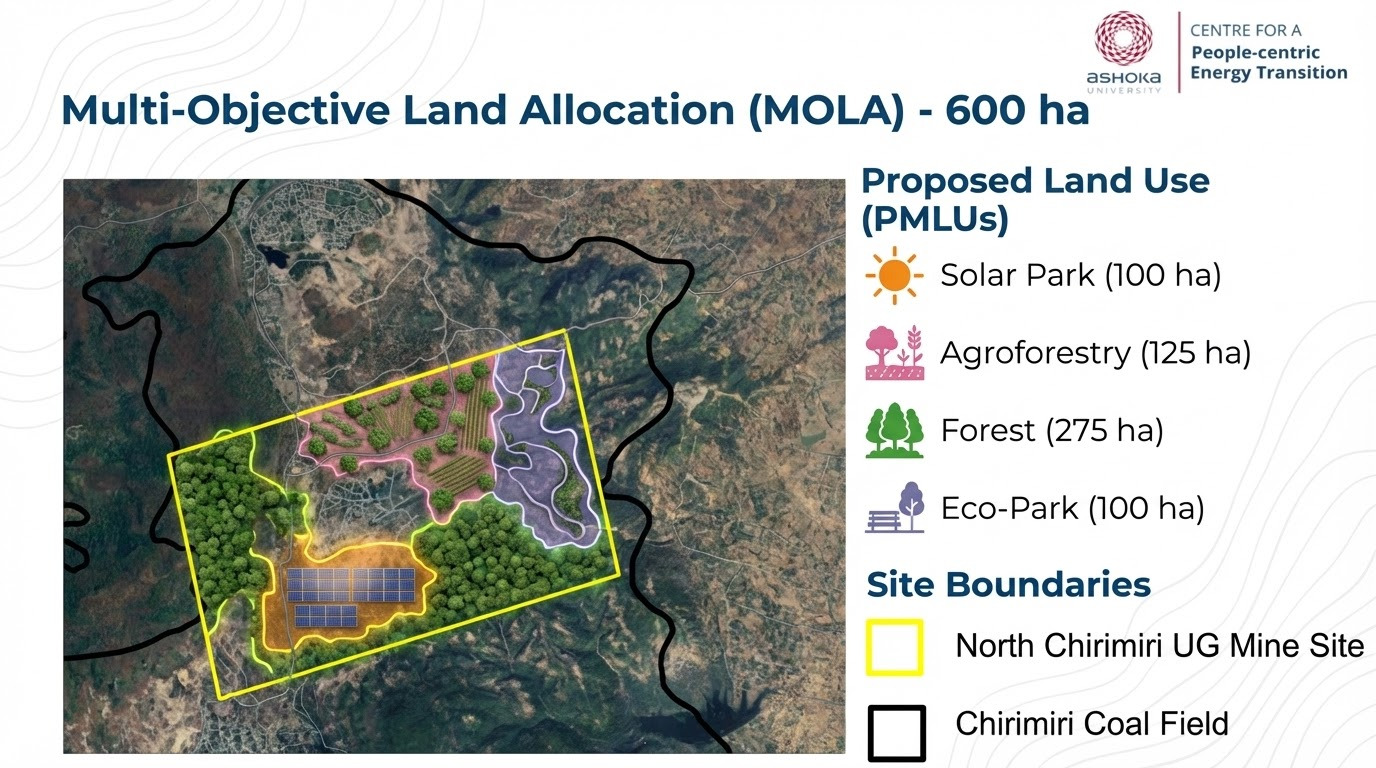 ASHOKA
UNIVERSITY
CENTRE FOR A
People-centric
Energy Transition
Multi-Objective Land Allocation (MOLA) - 600 ha
Proposed Land Use
(PMLUs)
Solar Park (100 ha)
Agroforestry (125 ha)
Forest (275 ha)
Eco-Park (100 ha)
Site Boundaries
North Chirimiri UG Mine Site
Chirimiri Coal Field